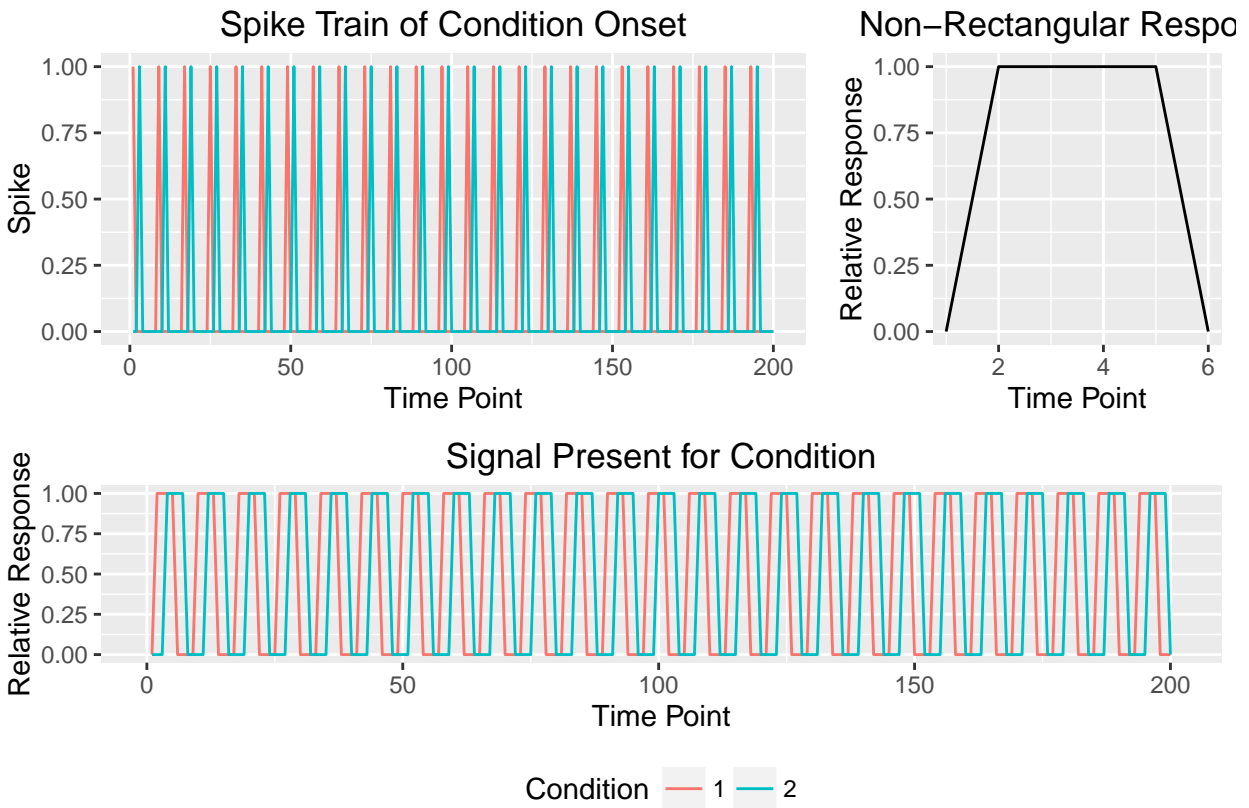 Spike Train of Condition Onset
1.00
0.75
0.50
0.25
0.00
Spike
0 50 100 150 200
Time Point
Non−Rectangular Respo
1.00
0.75
0.50
0.25
0.00
Relative Response
2 4 6
Time Point
Signal Present for Condition
1.00
0.75
0.50
0.25
0.00
Relative Response
0 50 100 150 200
Time Point
Condition 1 2